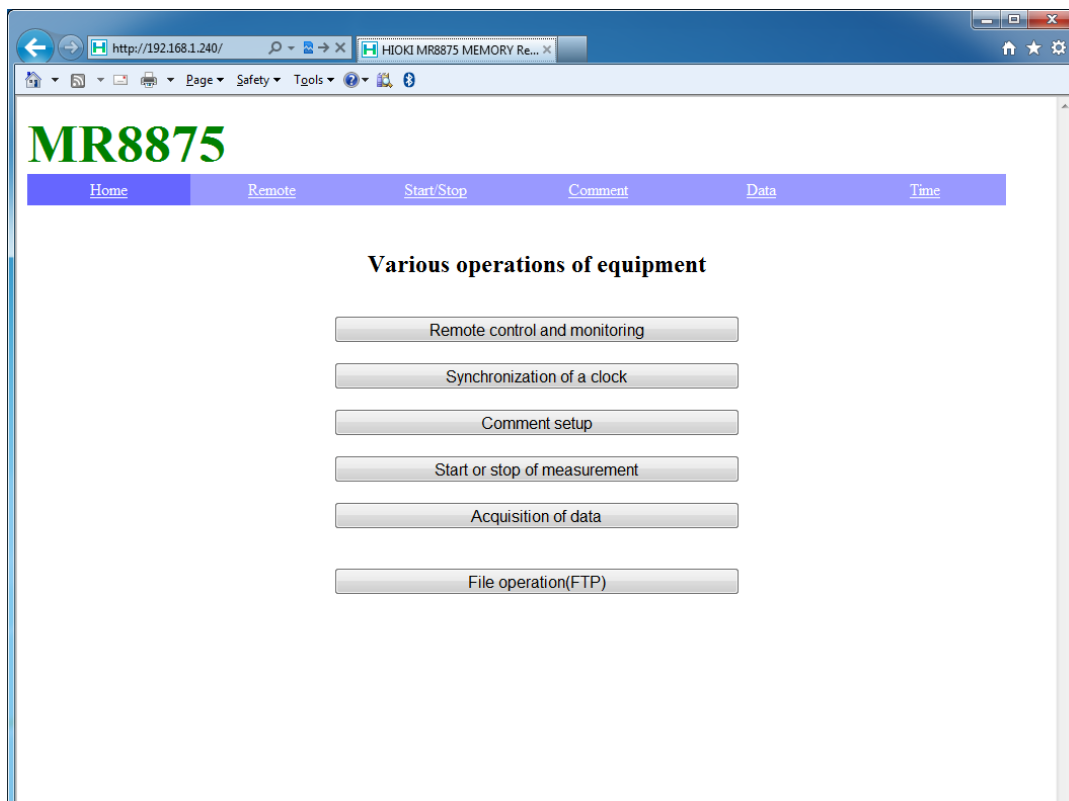 http://192.168.1.240/
HIOKI MR8875 MEMORY Re...
Page Safety Tools
MR8875
Home Remote Start/Stop Comment Data Time
Various operations of equipment
Remote control and monitoring
Synchronization of a clock
Comment setup
Start or stop of measurement
Acquisition of data
File operation(FTP)